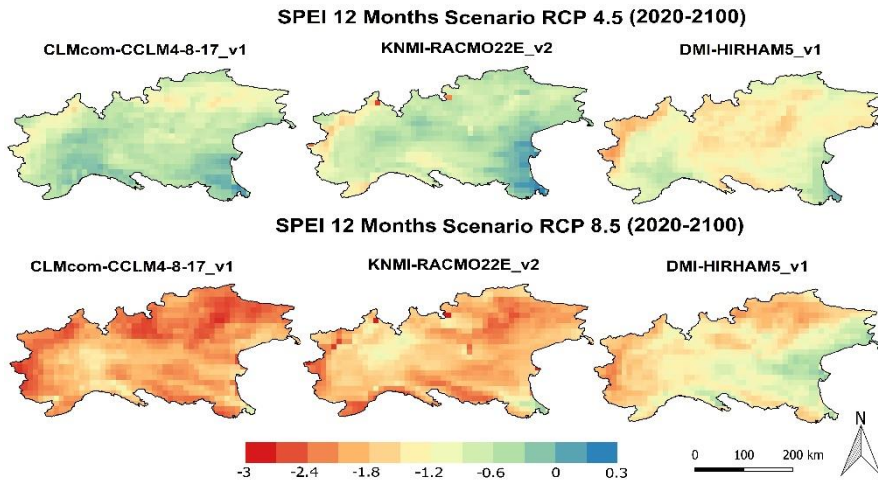 SPEI 12 Months Scenario RCP 4.5 (2020-2100)
CLMcom-CCLM4-8-17_v1
KNMI-RACMO22E_v2
DMI-HIRHAM5_v1
SPEI 12 Months Scenario RCP 8.5 (2020-2100)
CLMcom-CCLM4-8-17_v1
KNMI-RACMO22E_v2
DMI-HIRHAM5_v1
N
-3 -2.4 -1.8 -1.2 -0.6 0 0.3
0 100 200 km